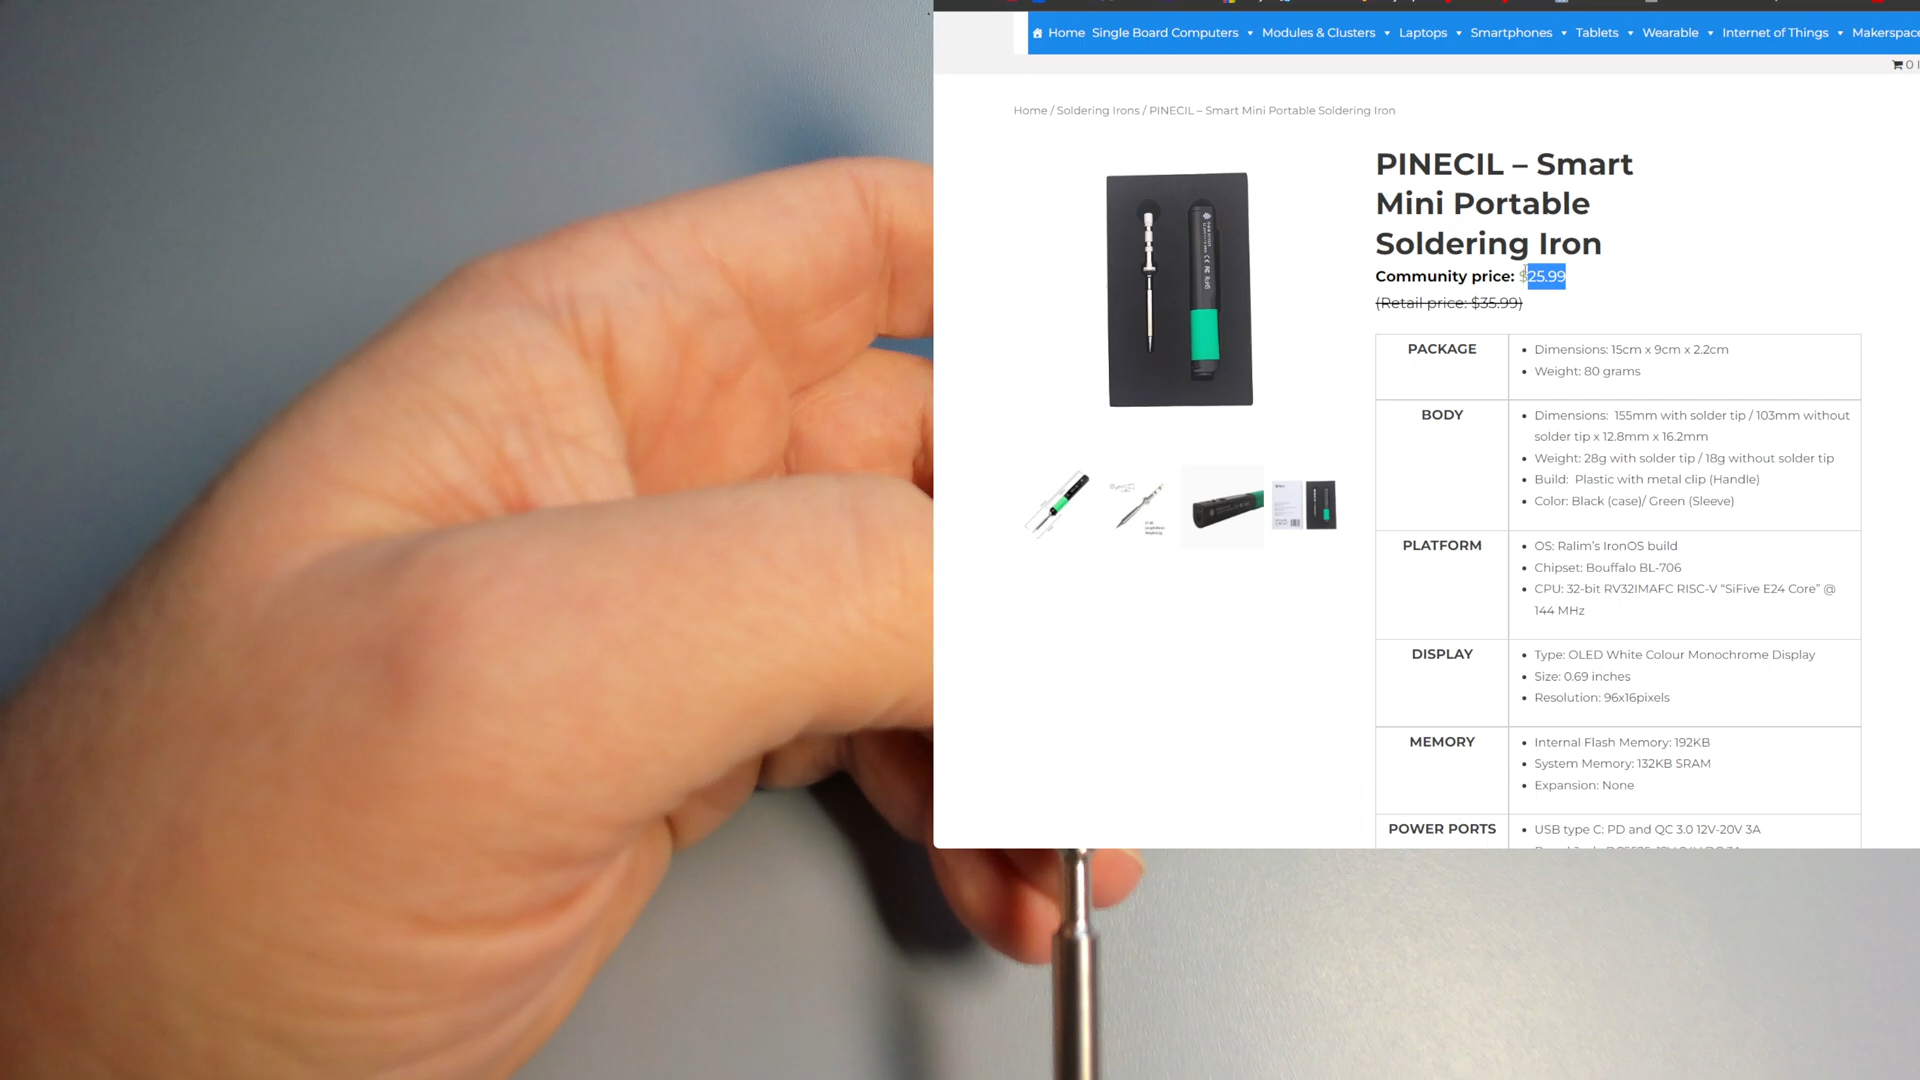 Home Single Board Computers Modules & Clusters Laptops Smartphones Tablets Wearable Internet of Things Makerspace
0
Home / Soldering Irons / PINECIL – Smart Mini Portable Soldering Iron
PINECIL – Smart
Mini Portable
Soldering Iron
Community price: $25.99
(Retail price: $35.99)
PACKAGE
• Dimensions: 15cm x 9cm x 2.2cm
• Weight: 80 grams
BODY
• Dimensions: 155mm with solder tip / 103mm without
solder tip x 12.8mm x 16.2mm
• Weight: 28g with solder tip / 18g without solder tip
• Build: Plastic with metal clip (Handle)
• Color: Black (case)/ Green (Sleeve)
PLATFORM
• OS: Ralim’s IronOS build
• Chipset: Bouffalo BL-706
• CPU: 32-bit RV32IMAFC RISC-V “SiFive E24 Core” @
144 MHz
DISPLAY
• Type: OLED White Colour Monochrome Display
• Size: 0.69 inches
• Resolution: 96x16pixels
MEMORY
• Internal Flash Memory: 192KB
• System Memory: 132KB SRAM
• Expansion: None
POWER PORTS
• USB type C: PD and QC 3.0 12V-20V 3A